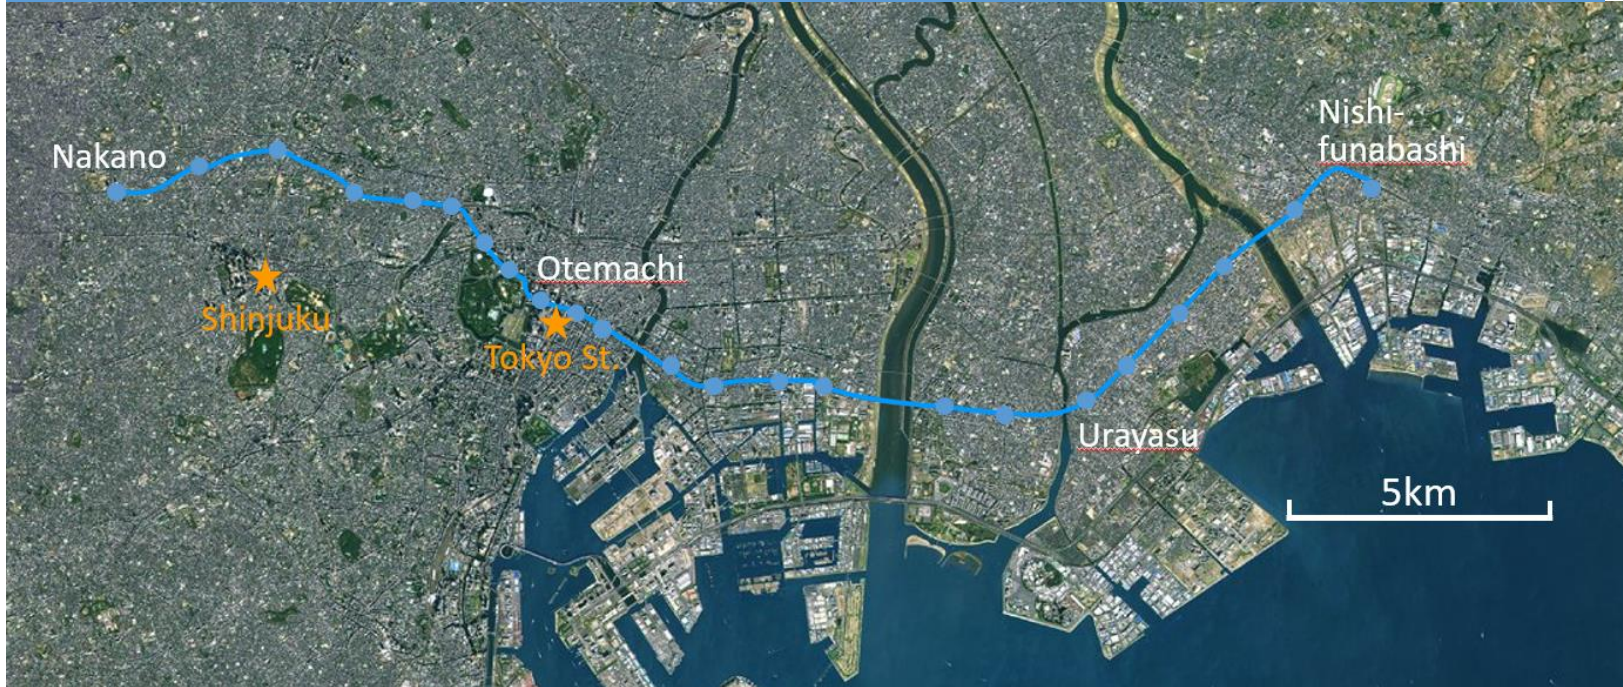 Nakano
Nishi-
funabashi
Otemachi
Shinjuku
Tokyo St.
Urayasu
5km